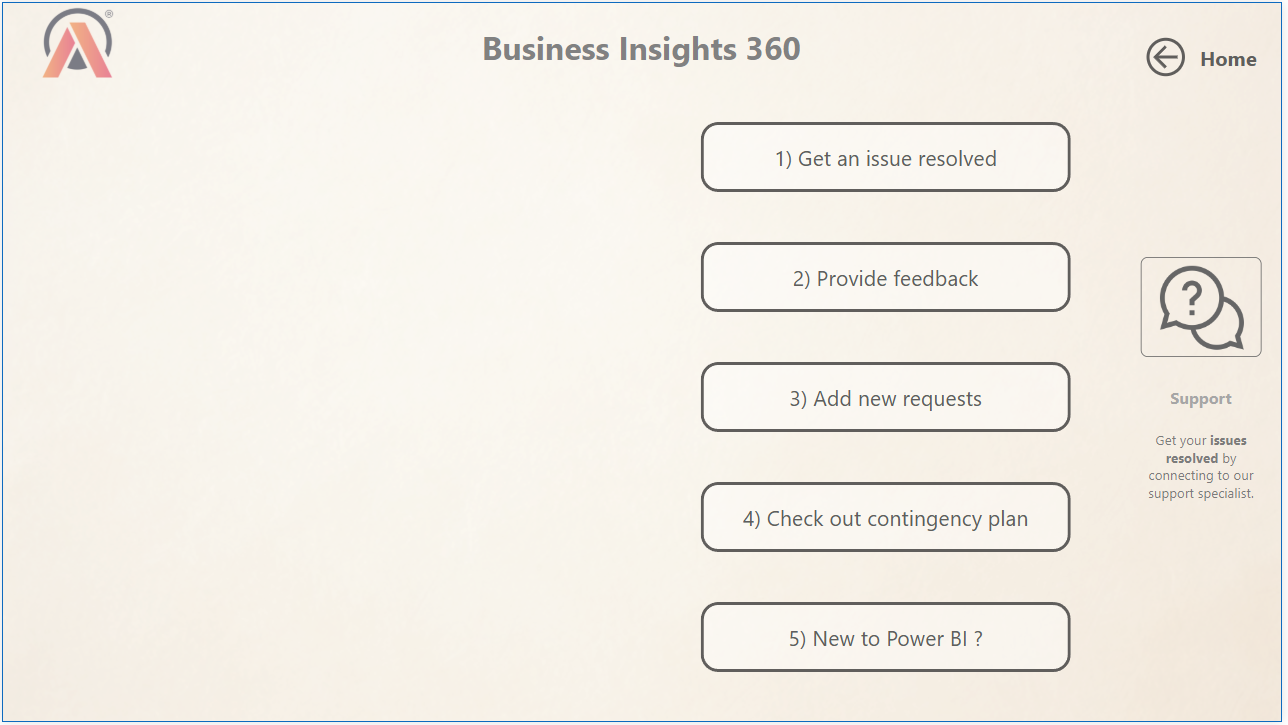 ®
Business Insights 360
Home
1) Get an issue resolved
2) Provide feedback
3) Add new requests
4) Check out contingency plan
5) New to Power BI ?
?
Support
Get your issues
resolved by
connecting to our
support specialist.